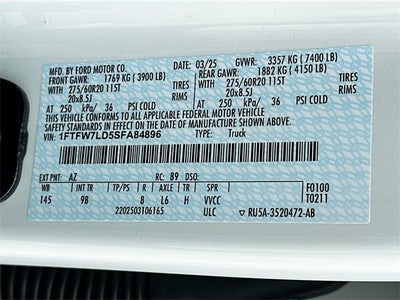 MFD. BY FORD MOTOR CO. 03/25 GVWR: 3357 KG ( 7400 LB)
FRONT GAWR: 1769 KG ( 3900 LB) REAR GAWR: 1882 KG ( 4150 LB)
WITH 275/60R20 115T TIRES WITH 275/60R20 115T TIRES
20x8.5J RIMS 20x8.5J RIMS
AT 250 kPa/ 36 PSI COLD AT 250 kPa/ 36 PSI COLD
THIS VEHICLE CONFORMS TO ALL APPLICABLE FEDERAL MOTOR VEHICLE
SAFETY STANDARDS IN EFFECT ON THE DATE OF MANUFACTURE SHOWN ABOVE.
VIN: 1FTFW7LD5SFA84896 TYPE: Truck
EXT PNT: AZ RC: 89 DSO: F0100
WB INT TR TP/PS R AXLE TR SPR T0211
145 9B 8 L6 H VVCC
2202503106165 ULC RU5A-3520472-AB